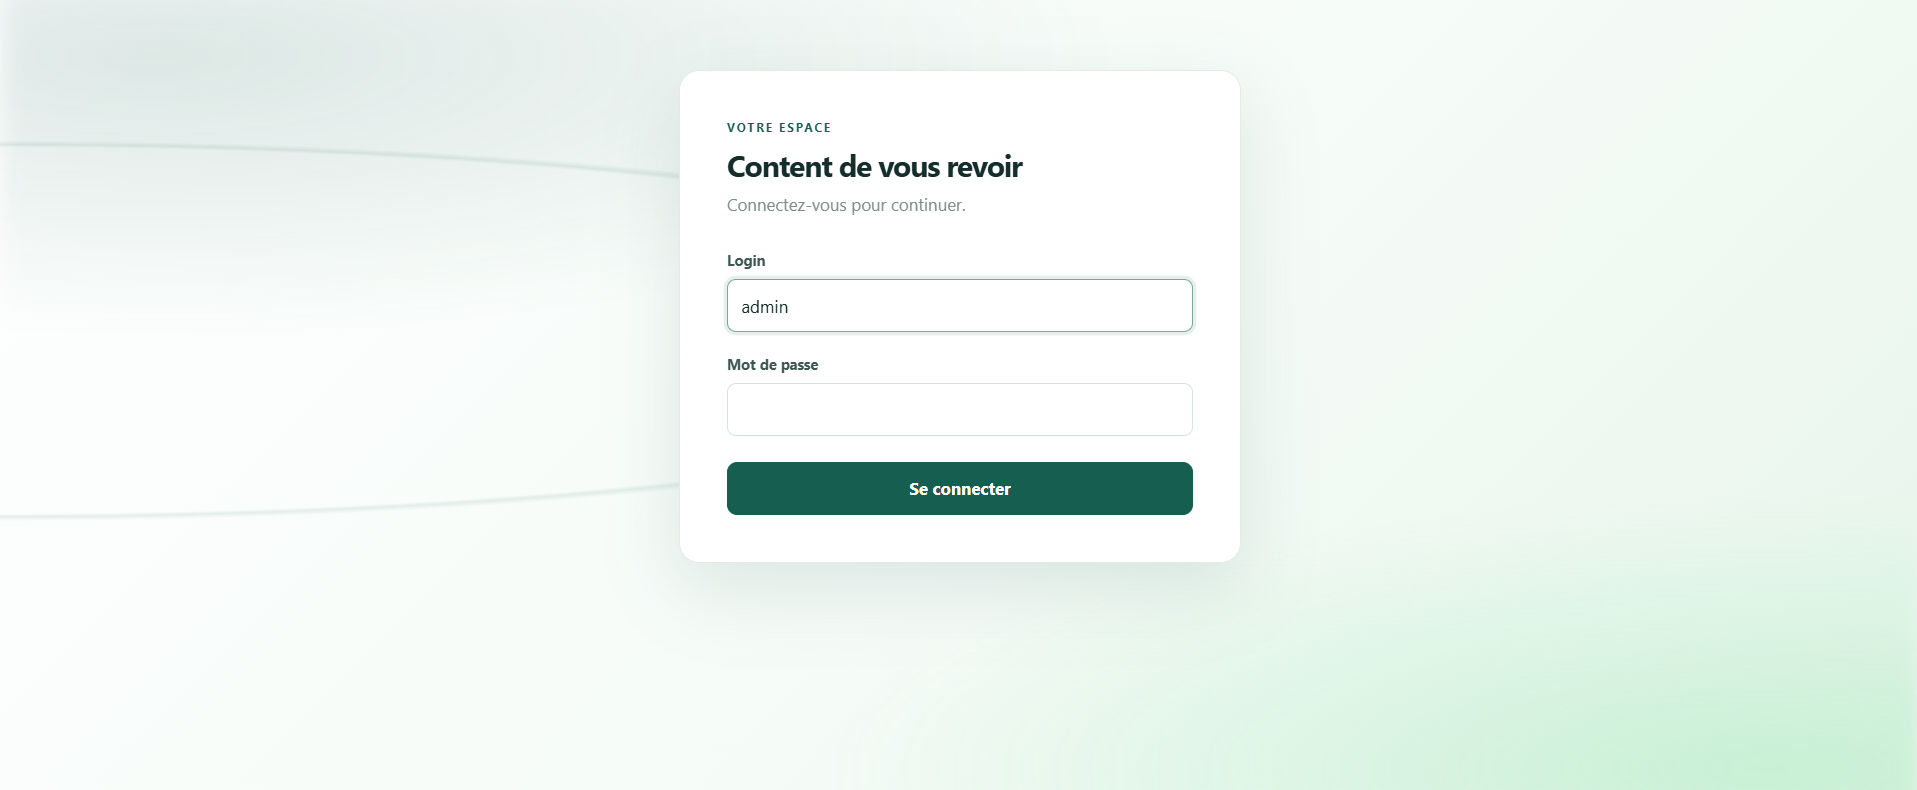 VOTRE ESPACE
Content de vous revoir
Connectez-vous pour continuer.
Login
admin
Mot de passe
Se connecter